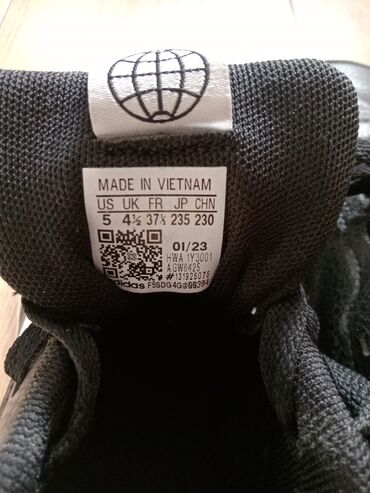 MADE IN VIETNAM
US UK FR JP CHN
5 4½ 37⅓ 235 230
01/23
HWA 1Y3001
#131925075
adidas